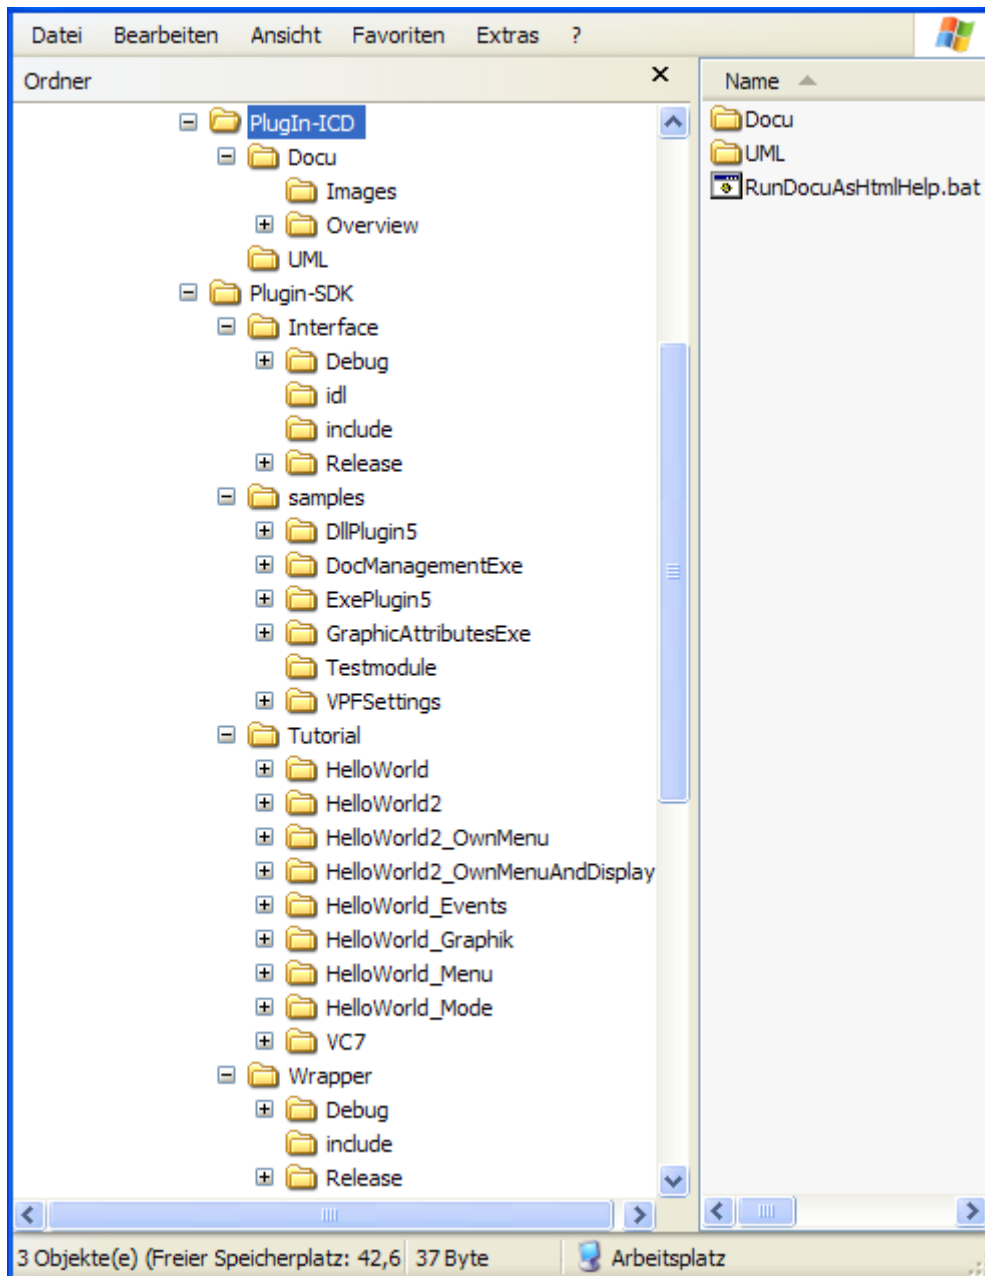 Datei Bearbeiten Ansicht Favoriten Extras ?
Ordner
Name
PlugIn-ICD
Docu
Images
Overview
UML
Plugin-SDK
Interface
Debug
idl
include
Release
samples
DllPlugin5
DocManagementExe
ExePlugin5
GraphicAttributesExe
Testmodule
VPFSettings
Tutorial
HelloWorld
HelloWorld2
HelloWorld2_OwnMenu
HelloWorld2_OwnMenuAndDisplay
HelloWorld_Events
HelloWorld_Graphik
HelloWorld_Menu
HelloWorld_Mode
VC7
Wrapper
Debug
include
Release
Docu
UML
RunDocuAsHtmlHelp.bat
3 Objekte(e) (Freier Speicherplatz: 42,6 37 Byte Arbeitsplatz